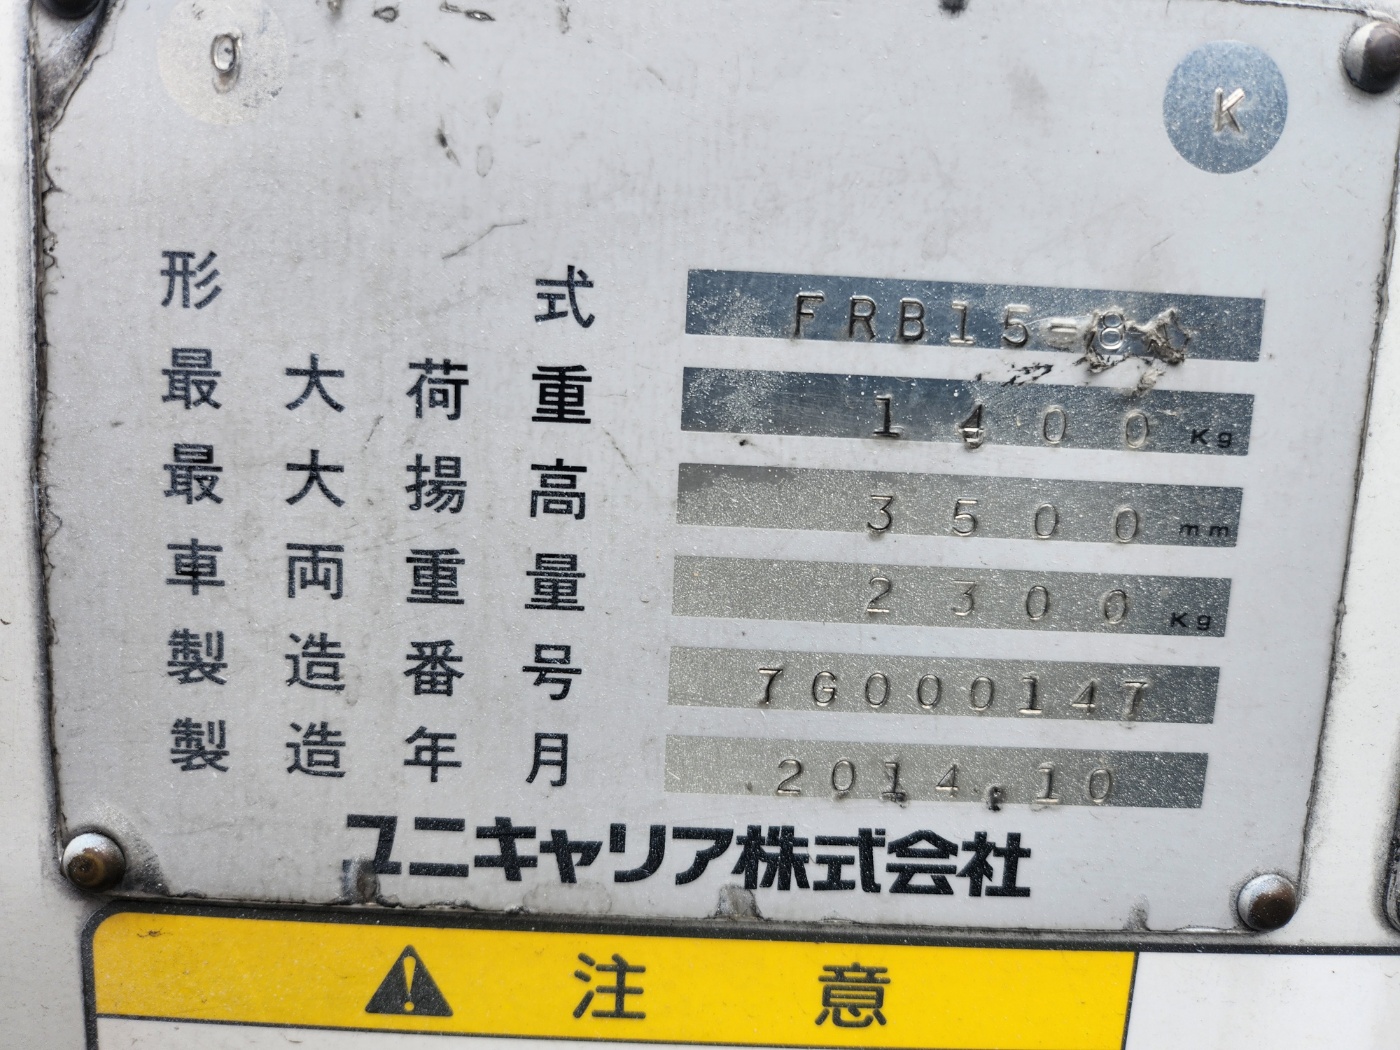 0 K
形式 FRB15-8
最大荷重 1400 Kg
最大揚高 3500 mm
車両重量 2300 Kg
製造番号 7G000147
製造年月 2014.10
ユニキャリア株式会社
注意